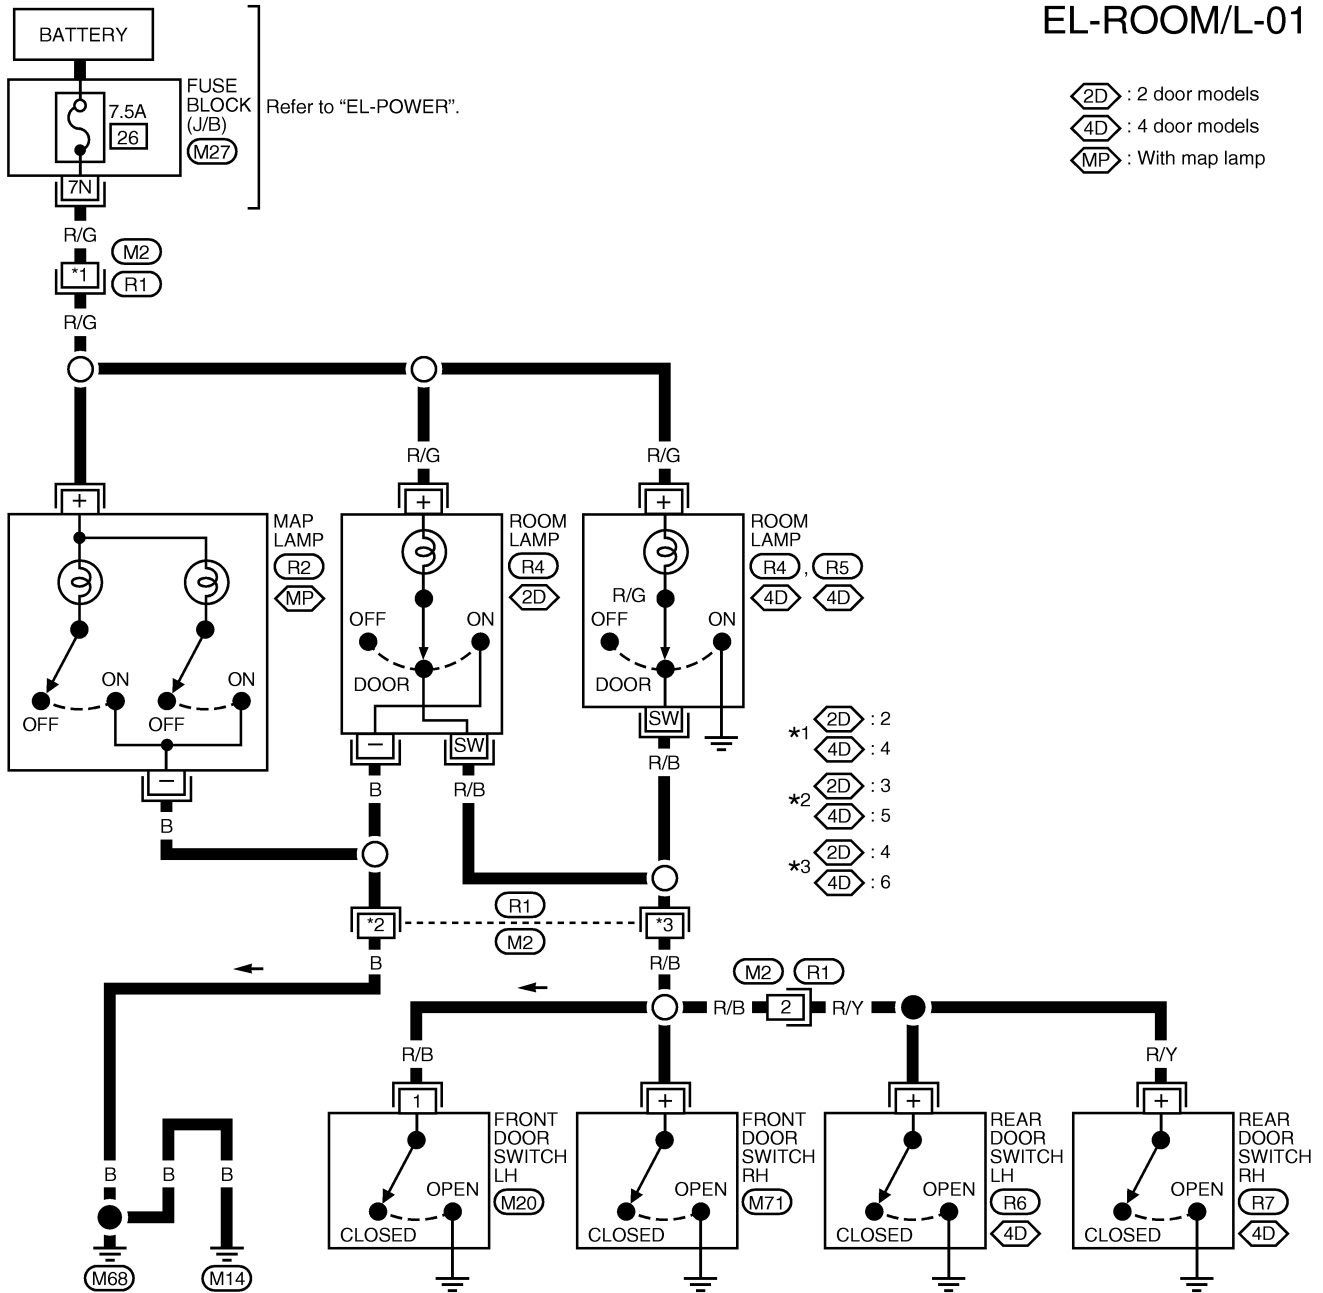 EL-ROOM/L-01
BATTERY
FUSE
BLOCK
(J/B)
M27
7.5A
26
7N
Refer to “EL-POWER”.
2D : 2 door models
4D : 4 door models
MP : With map lamp
R/G
M2
*1
R1
R/G
R/G
R/G
+
+
+
MAP
LAMP
R2
MP
ROOM
LAMP
R4
2D
ROOM
LAMP
R4 , R5
4D 4D
R/G
OFF
ON
OFF
ON
DOOR
DOOR
ON
ON
OFF
OFF
–
–
SW
SW
B
B
R/B
R/B
*1
2D : 2
4D : 4
*2
2D : 3
4D : 5
*3
2D : 4
4D : 6
R1
*2
*3
M2
B
R/B
M2
R1
R/B
2
R/Y
R/B
R/Y
1
+
+
+
FRONT
DOOR
SWITCH
LH
M20
OPEN
CLOSED
FRONT
DOOR
SWITCH
RH
M71
OPEN
CLOSED
REAR
DOOR
SWITCH
LH
R6
4D
OPEN
CLOSED
REAR
DOOR
SWITCH
RH
R7
4D
OPEN
CLOSED
B
B
B
M68
M14